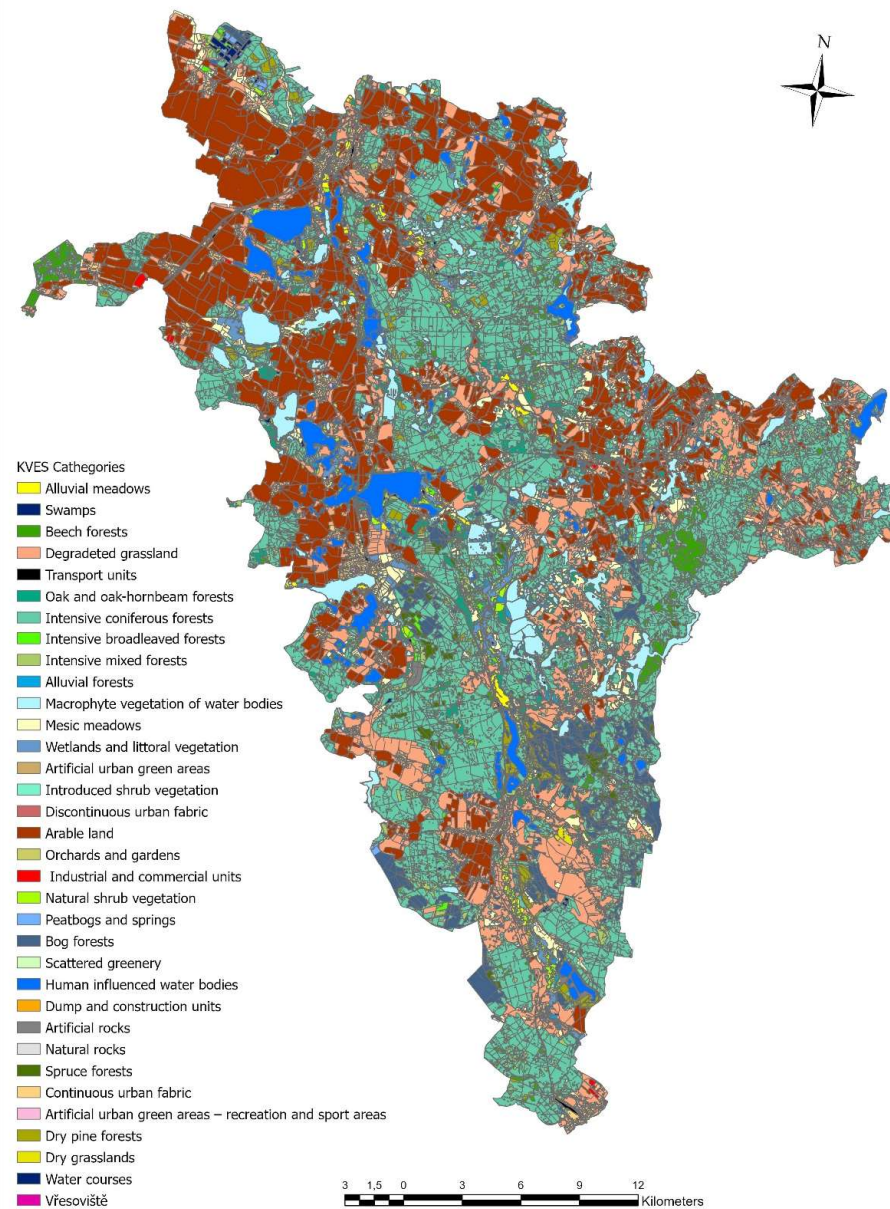 N
KVES Cathegories
Alluvial meadows
Swamps
Beech forests
Degradeted grassland
Transport units
Oak and oak-hornbeam forests
Intensive coniferous forests
Intensive broadleaved forests
Intensive mixed forests
Alluvial forests
Macrophyte vegetation of water bodies
Mesic meadows
Wetlands and littoral vegetation
Artificial urban green areas
Introduced shrub vegetation
Discontinuous urban fabric
Arable land
Orchards and gardens
Industrial and commercial units
Natural shrub vegetation
Peatbogs and springs
Bog forests
Scattered greenery
Human influenced water bodies
Dump and construction units
Artificial rocks
Natural rocks
Spruce forests
Continuous urban fabric
Artificial urban green areas – recreation and sport areas
Dry pine forests
Dry grasslands
Water courses
Vřesoviště
3 1,5 0 3 6 9 12
Kilometers